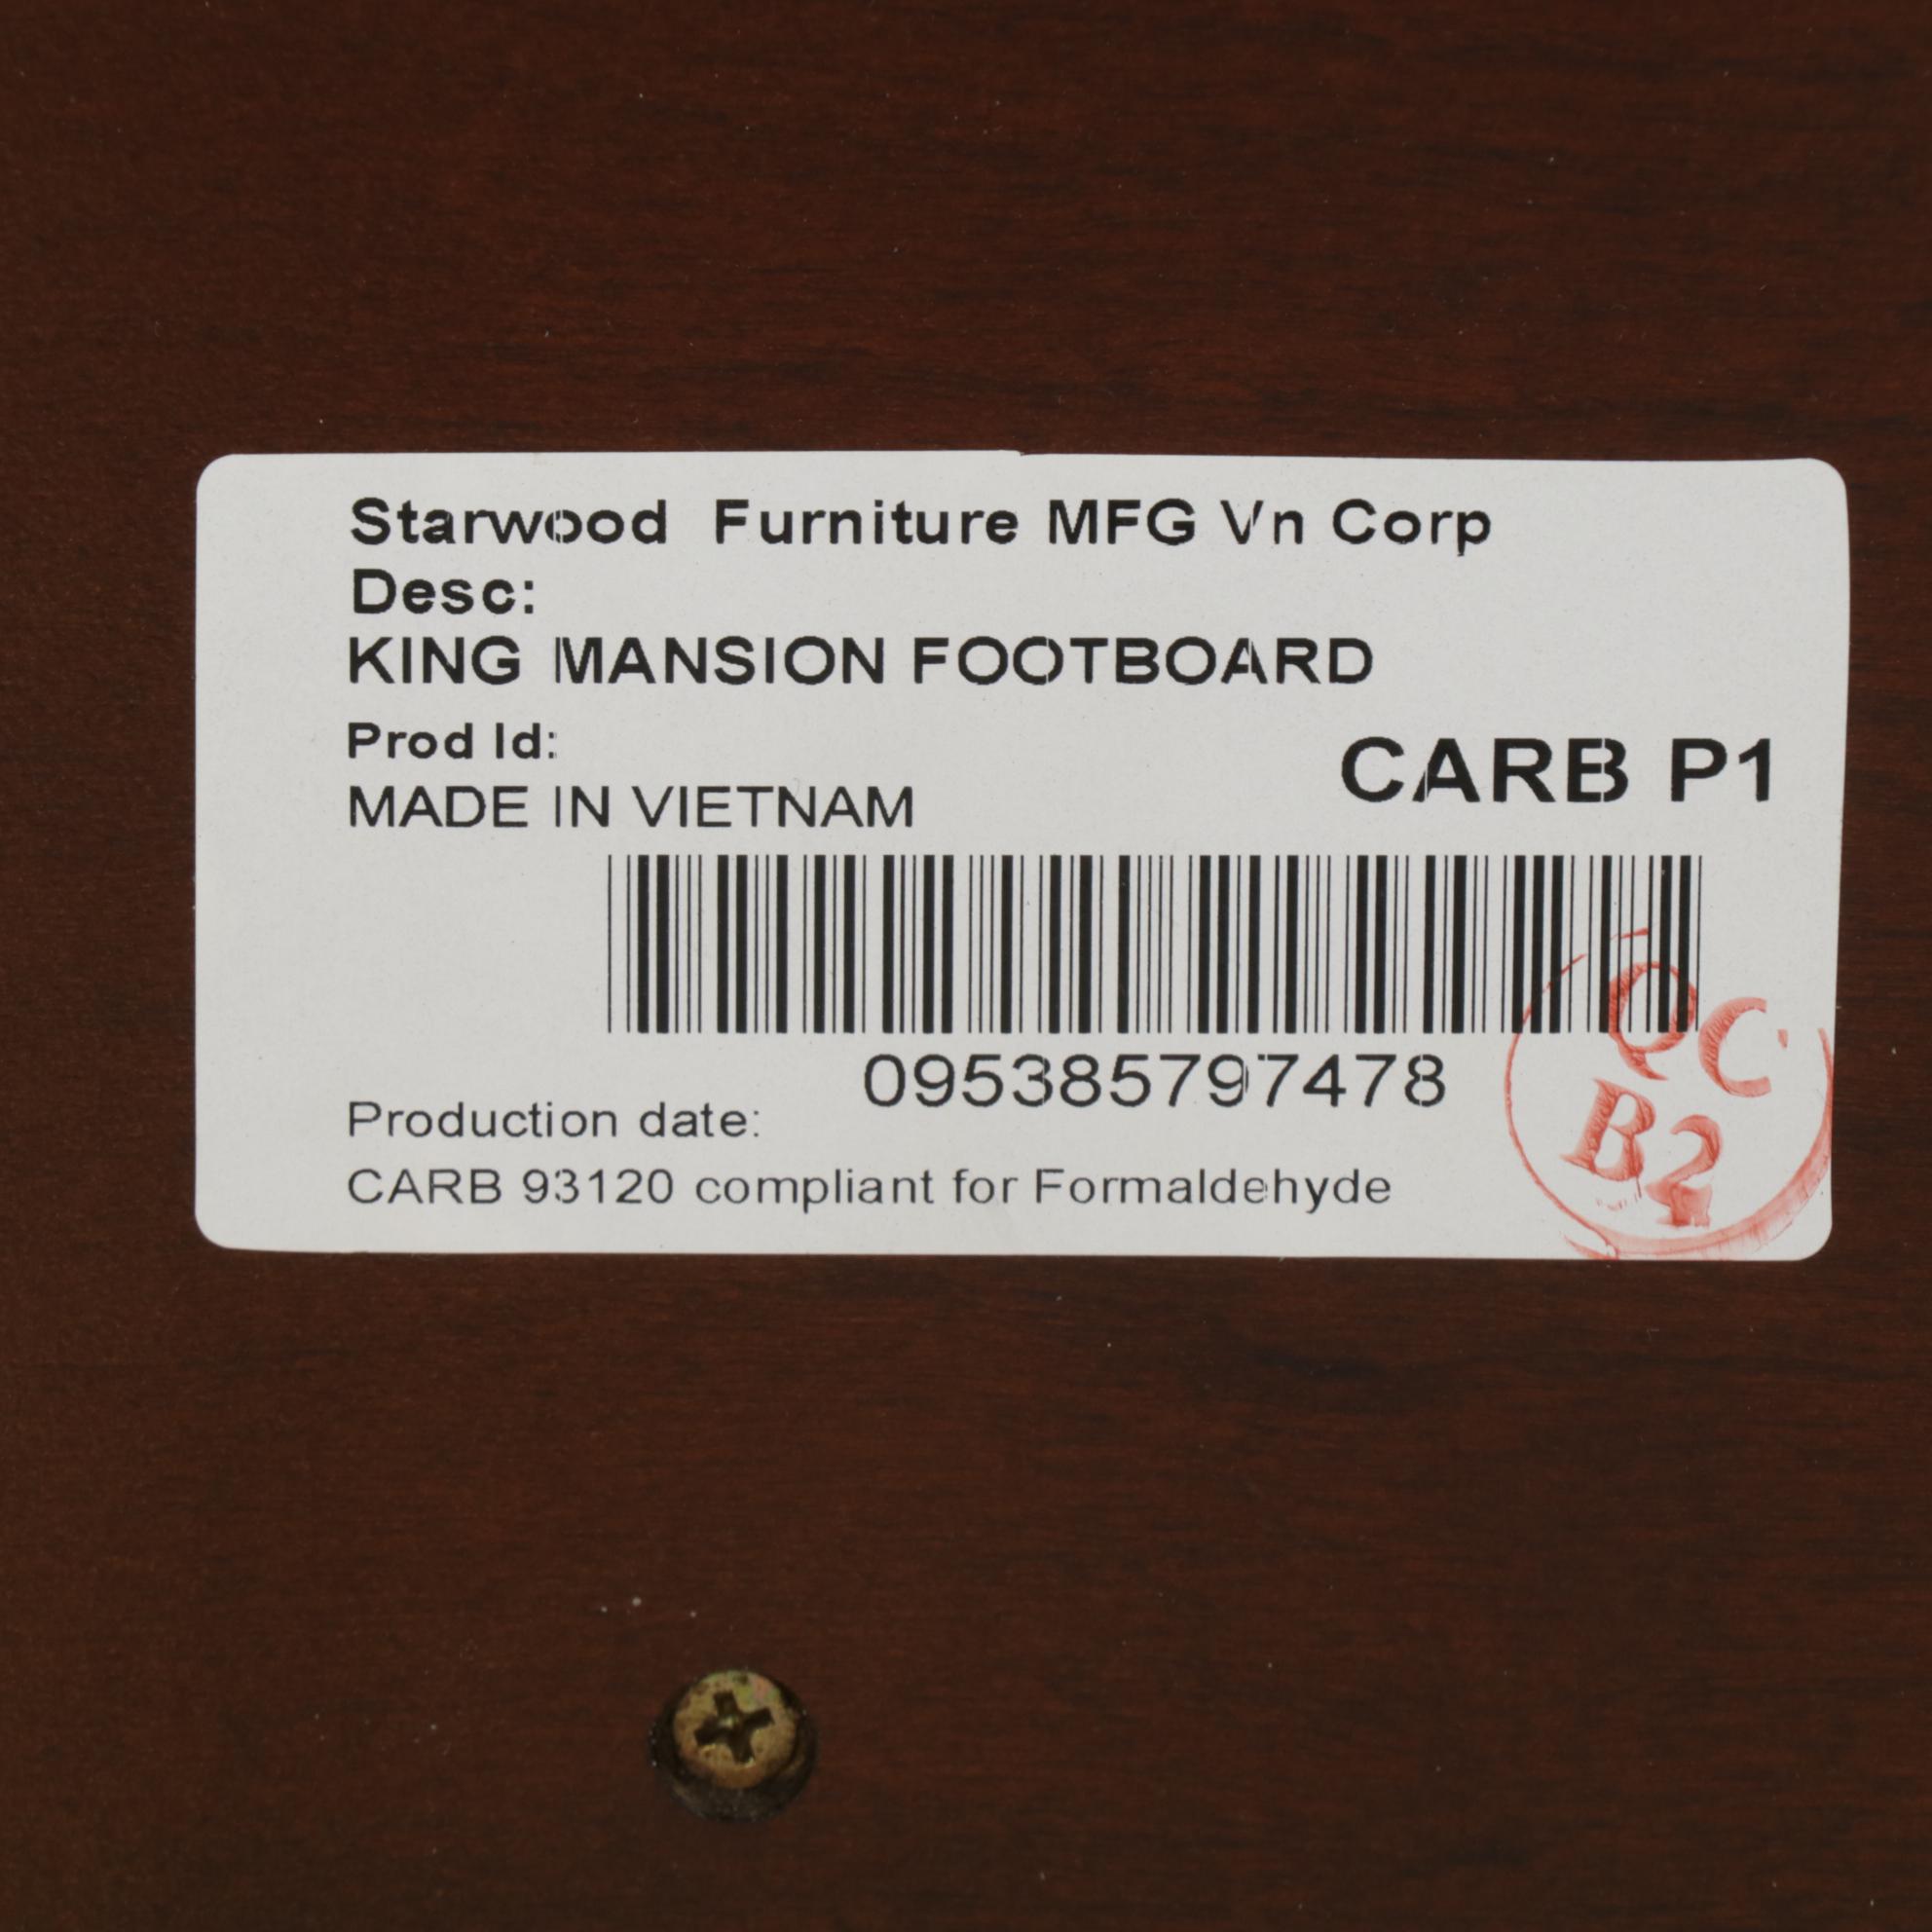 Starwood Furniture MFG Vn Corp
Desc:
KING MANSION FOOTBOARD
Prod Id:
CARB P1
MADE IN VIETNAM
095385797478
Production date:
CARB 93120 compliant for Formaldehyde
QC
B2